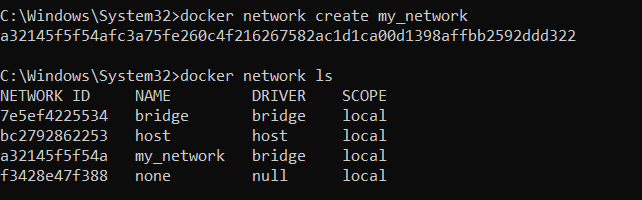 C:\Windows\System32>docker network create my_network
a32145f5f54afc3a75fe260c4f216267582ac1d1ca00d1398affbb2592ddd322
C:\Windows\System32>docker network ls
NETWORK ID     NAME         DRIVER    SCOPE
7e5ef4225534   bridge       bridge    local
bc2792862253   host         host      local
a32145f5f54a   my_network   bridge    local
f3428e47f388   none         null      local